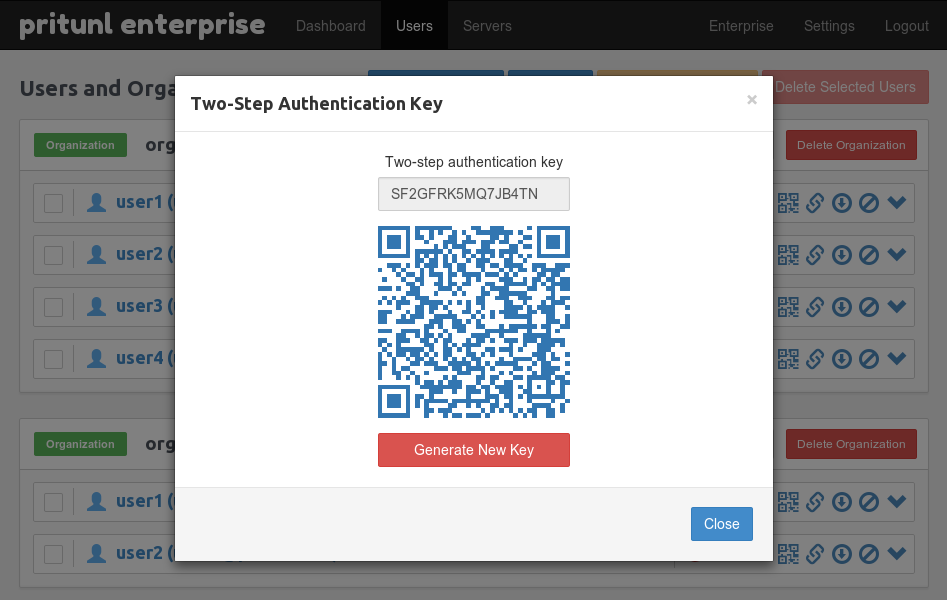 pritunl enterprise Dashboard Users Servers Enterprise Settings Logout
Users and Orga
Delete Selected Users
Two-Step Authentication Key ×
Organization org
Delete Organization
Two-step authentication key
SF2GFRK5MQ7JB4TN
user1 (
user2 (
user3 (
user4 (
Generate New Key
Organization org
Delete Organization
user1 (
Close
user2 (